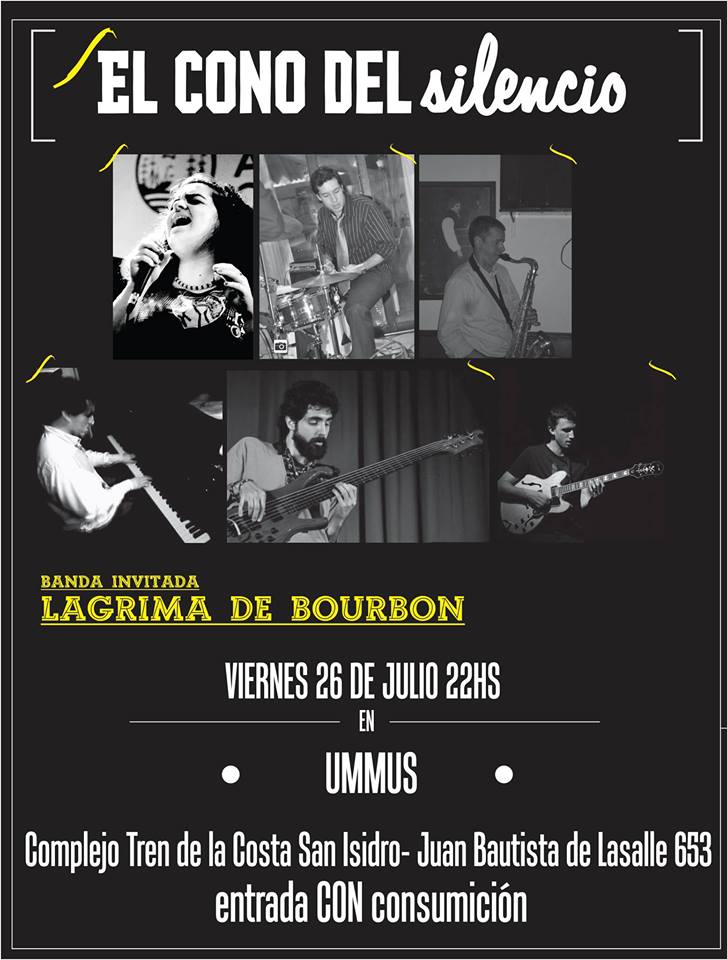 EL CONO DEL silencio
BANDA INVITADA
LAGRIMA DE BOURBON
VIERNES 26 DE JULIO 22HS
EN
UMMUS
Complejo Tren de la Costa San Isidro- Juan Bautista de Lasalle 653
entrada CON consumición